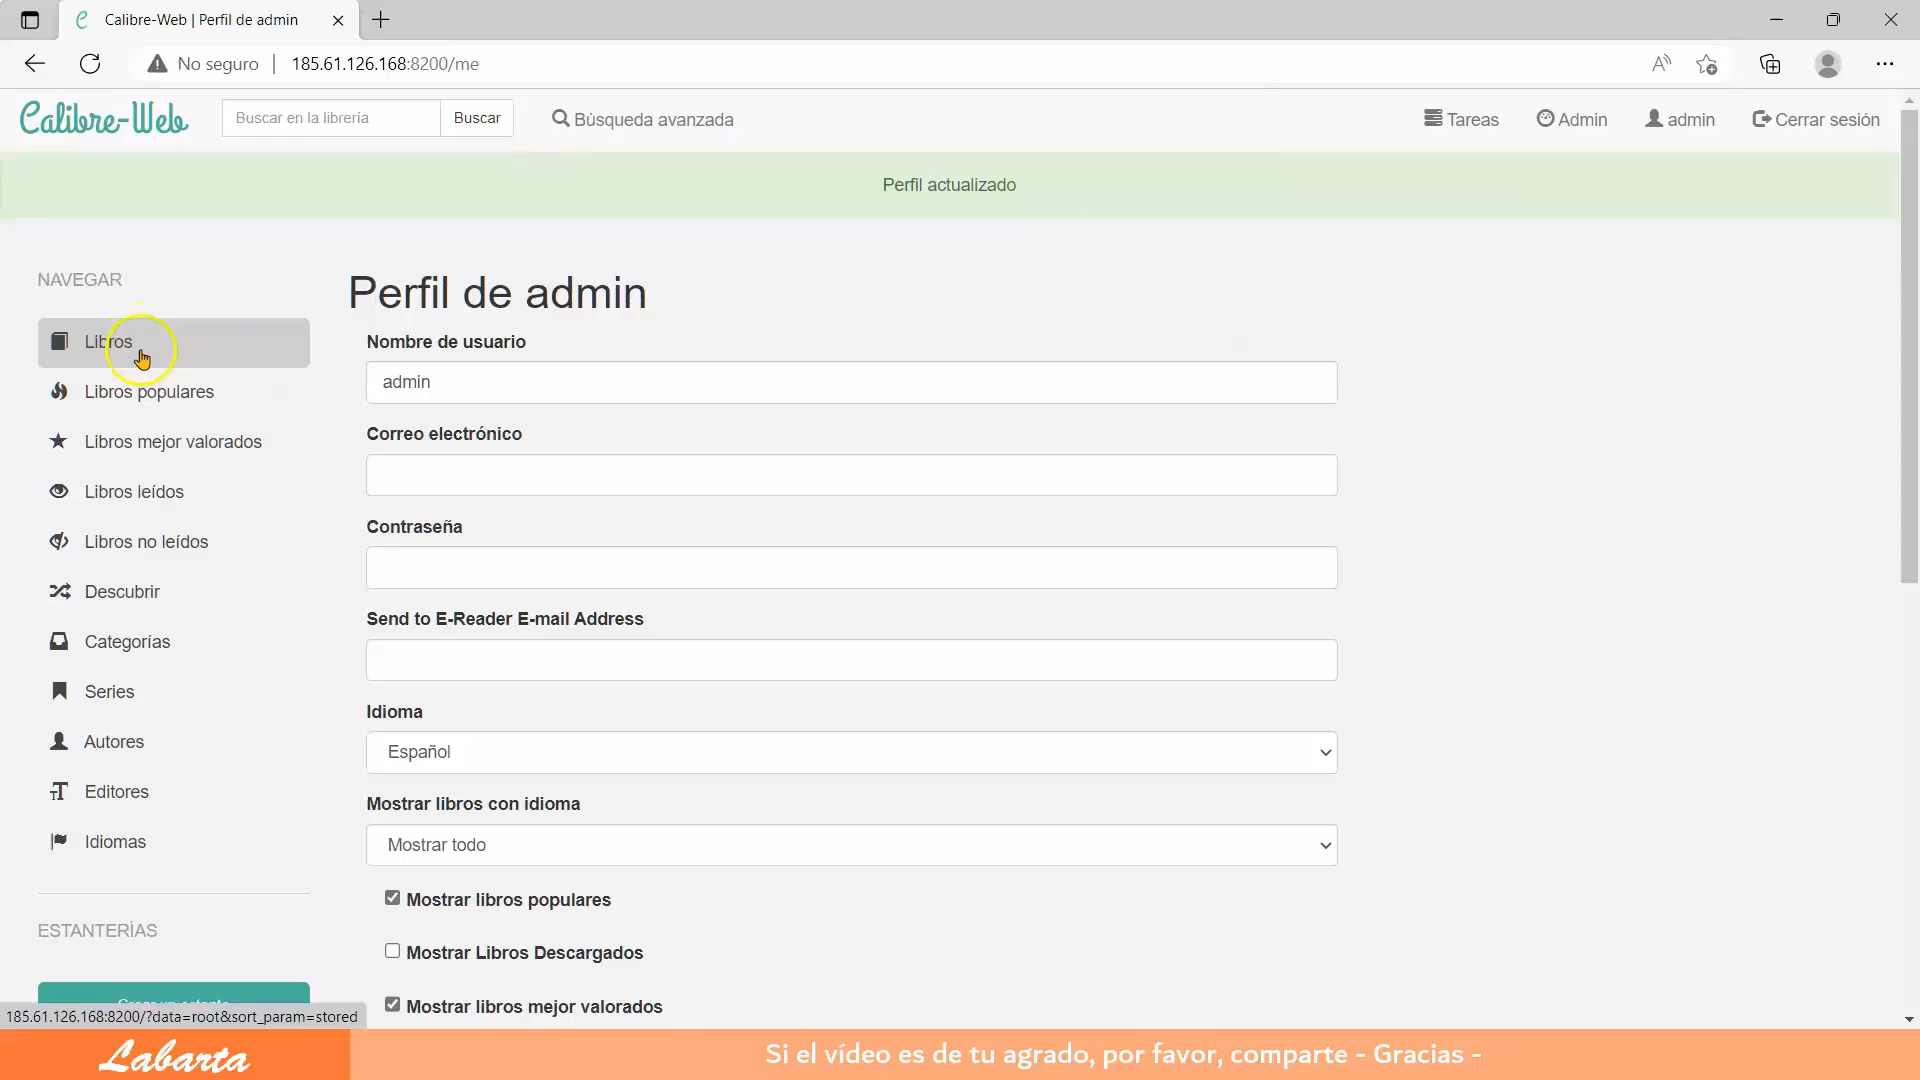 Calibre-Web | Perfil de admin
No seguro
185.61.126.168:8200/me
Calibre-Web
Buscar en la librería
Buscar
Búsqueda avanzada
Tareas
Admin
admin
Cerrar sesión
Perfil actualizado
NAVEGAR
Libros
Libros populares
Libros mejor valorados
Libros leídos
Libros no leídos
Descubrir
Categorías
Series
Autores
Editores
Idiomas
ESTANTERÍAS
185.61.126.168:8200/?data=root&sort_param=stored
Perfil de admin
Nombre de usuario
admin
Correo electrónico
Contraseña
Send to E-Reader E-mail Address
Idioma
Español
Mostrar libros con idioma
Mostrar todo
Mostrar libros populares
Mostrar Libros Descargados
Mostrar libros mejor valorados
Labarta
Si el vídeo es de tu agrado, por favor, comparte - Gracias -